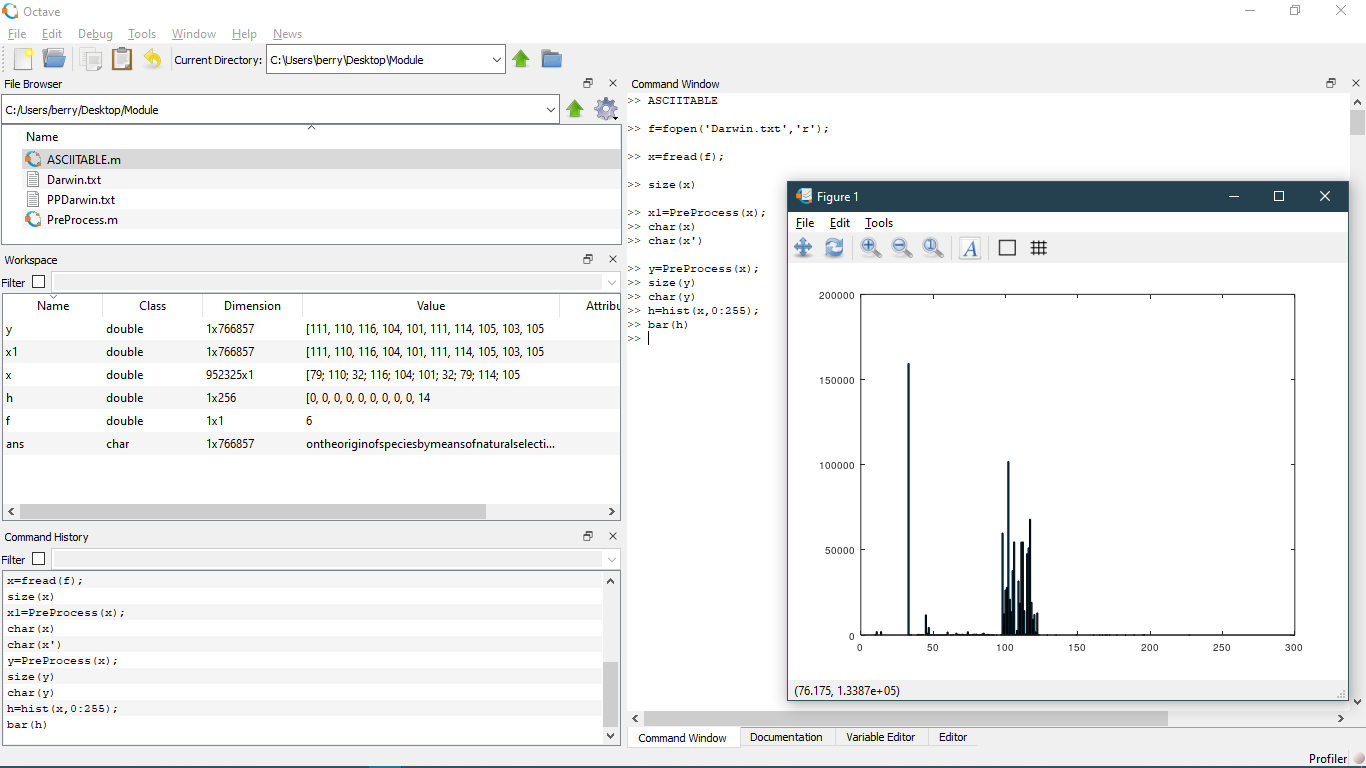 Octave
File Edit Debug Tools Window Help News
Current Directory: C:\Users\berry\Desktop\Module
File Browser
C:/Users/berry/Desktop/Module
Name
ASCIITABLE.m
Darwin.txt
PPDarwin.txt
PreProcess.m
Workspace
Filter
Name Class Dimension Value Attribu
y double 1x766857 [111, 110, 116, 104, 101, 111, 114, 105, 103, 105
x1 double 1x766857 [111, 110, 116, 104, 101, 111, 114, 105, 103, 105
x double 952325x1 [79; 110; 32; 116; 104; 101; 32; 79; 114; 105
h double 1x256 [0, 0, 0, 0, 0, 0, 0, 0, 0, 14
f double 1x1 6
ans char 1x766857 ontheoriginofspeciesbymeansofnaturalselecti...
Command History
Filter
x=fread(f);
size(x)
x1=PreProcess(x);
char(x)
char(x')
y=PreProcess(x);
size(y)
char(y)
h=hist(x,0:255);
bar(h)
Command Window
>> ASCIITABLE
>> f=fopen('Darwin.txt','r');
>> x=fread(f);
>> size(x)
>> x1=PreProcess(x);
>> char(x)
>> char(x')
>> y=PreProcess(x);
>> size(y)
>> char(y)
>> h=hist(x,0:255);
>> bar(h)
>>
Figure 1
File Edit Tools
A
200000
150000
100000
50000
0
0 50 100 150 200 250 300
(76.175, 1.3387e+05)
Command Window Documentation Variable Editor Editor
Profiler